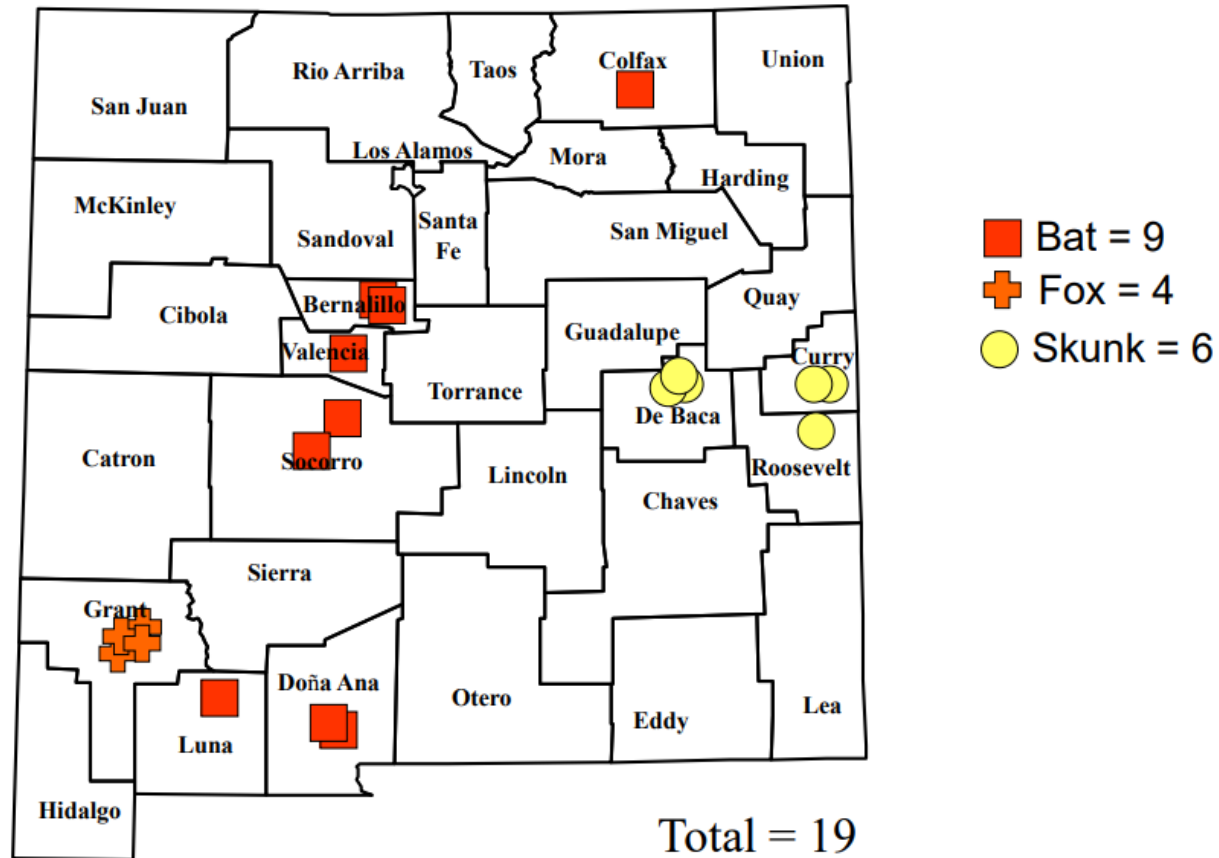 Colfax
Union
Rio Arriba
Taos
San Juan
Los Alamos
Mora
Harding
McKinley
Santa
Fe
San Miguel
Sandoval
Bernalillo
Quay
Cibola
Guadalupe
Valencia
Curry
Torrance
De Baca
Catron
Socorro
Lincoln
Roosevelt
Chaves
Sierra
Grant
Doña Ana
Otero
Lea
Eddy
Luna
Hidalgo
Bat = 9
Fox = 4
Skunk = 6
Total = 19